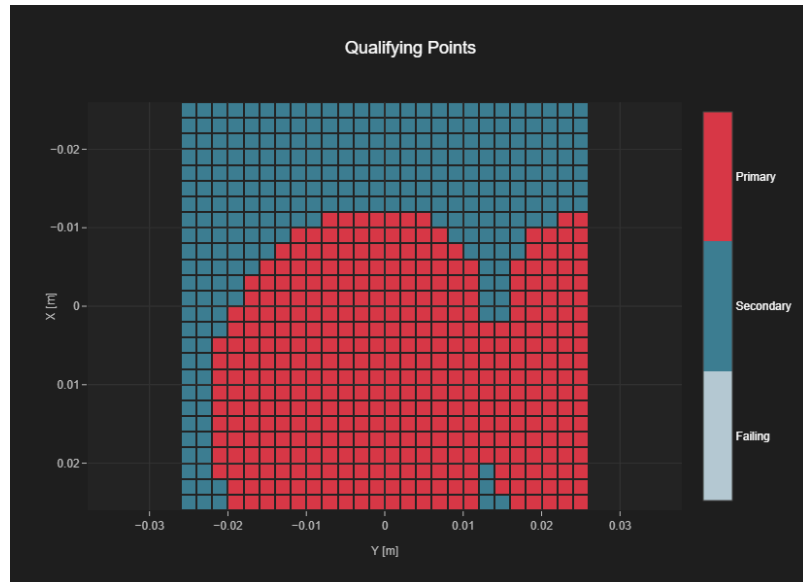 Qualifying Points
−0.02
−0.01
0
0.01
0.02
X [m]
−0.03
−0.02
−0.01
0
0.01
0.02
0.03
Y [m]
Primary
Secondary
Failing